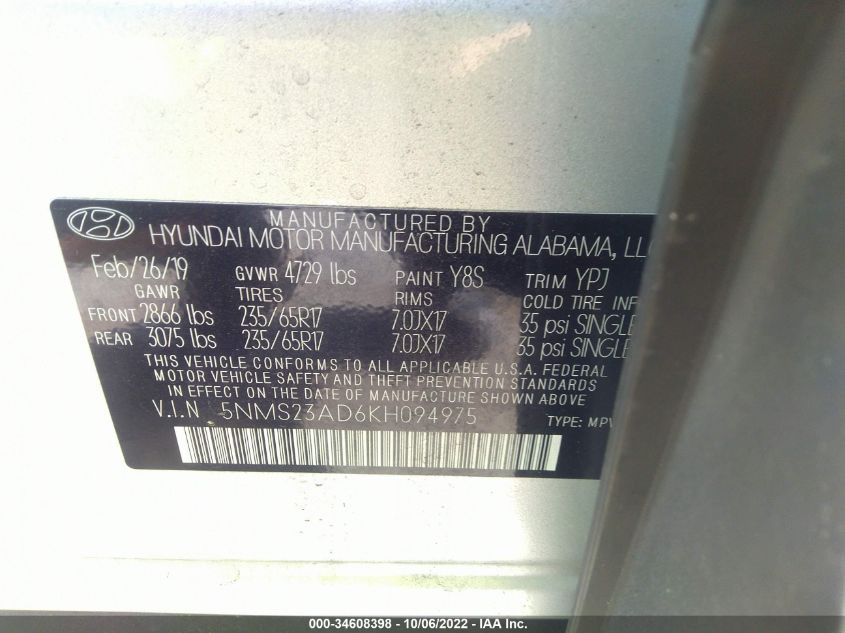 MANUFACTURED BY
HYUNDAI MOTOR MANUFACTURING ALABAMA, LLC
Feb/26/19 GVWR 4729 lbs PAINT Y8S TRIM YPJ
GAWR TIRES RIMS COLD TIRE INF
FRONT 2866 lbs 235/65R17 7.0JX17 35 psi SINGLE
REAR 3075 lbs 235/65R17 7.0JX17 35 psi SINGLE
THIS VEHICLE CONFORMS TO ALL APPLICABLE U.S.A. FEDERAL
MOTOR VEHICLE SAFETY AND THEFT PREVENTION STANDARDS
IN EFFECT ON THE DATE OF MANUFACTURE SHOWN ABOVE
V.I.N 5NMS23AD6KH094975 TYPE: MPV
000-34608398 - 10/06/2022 - IAA Inc.